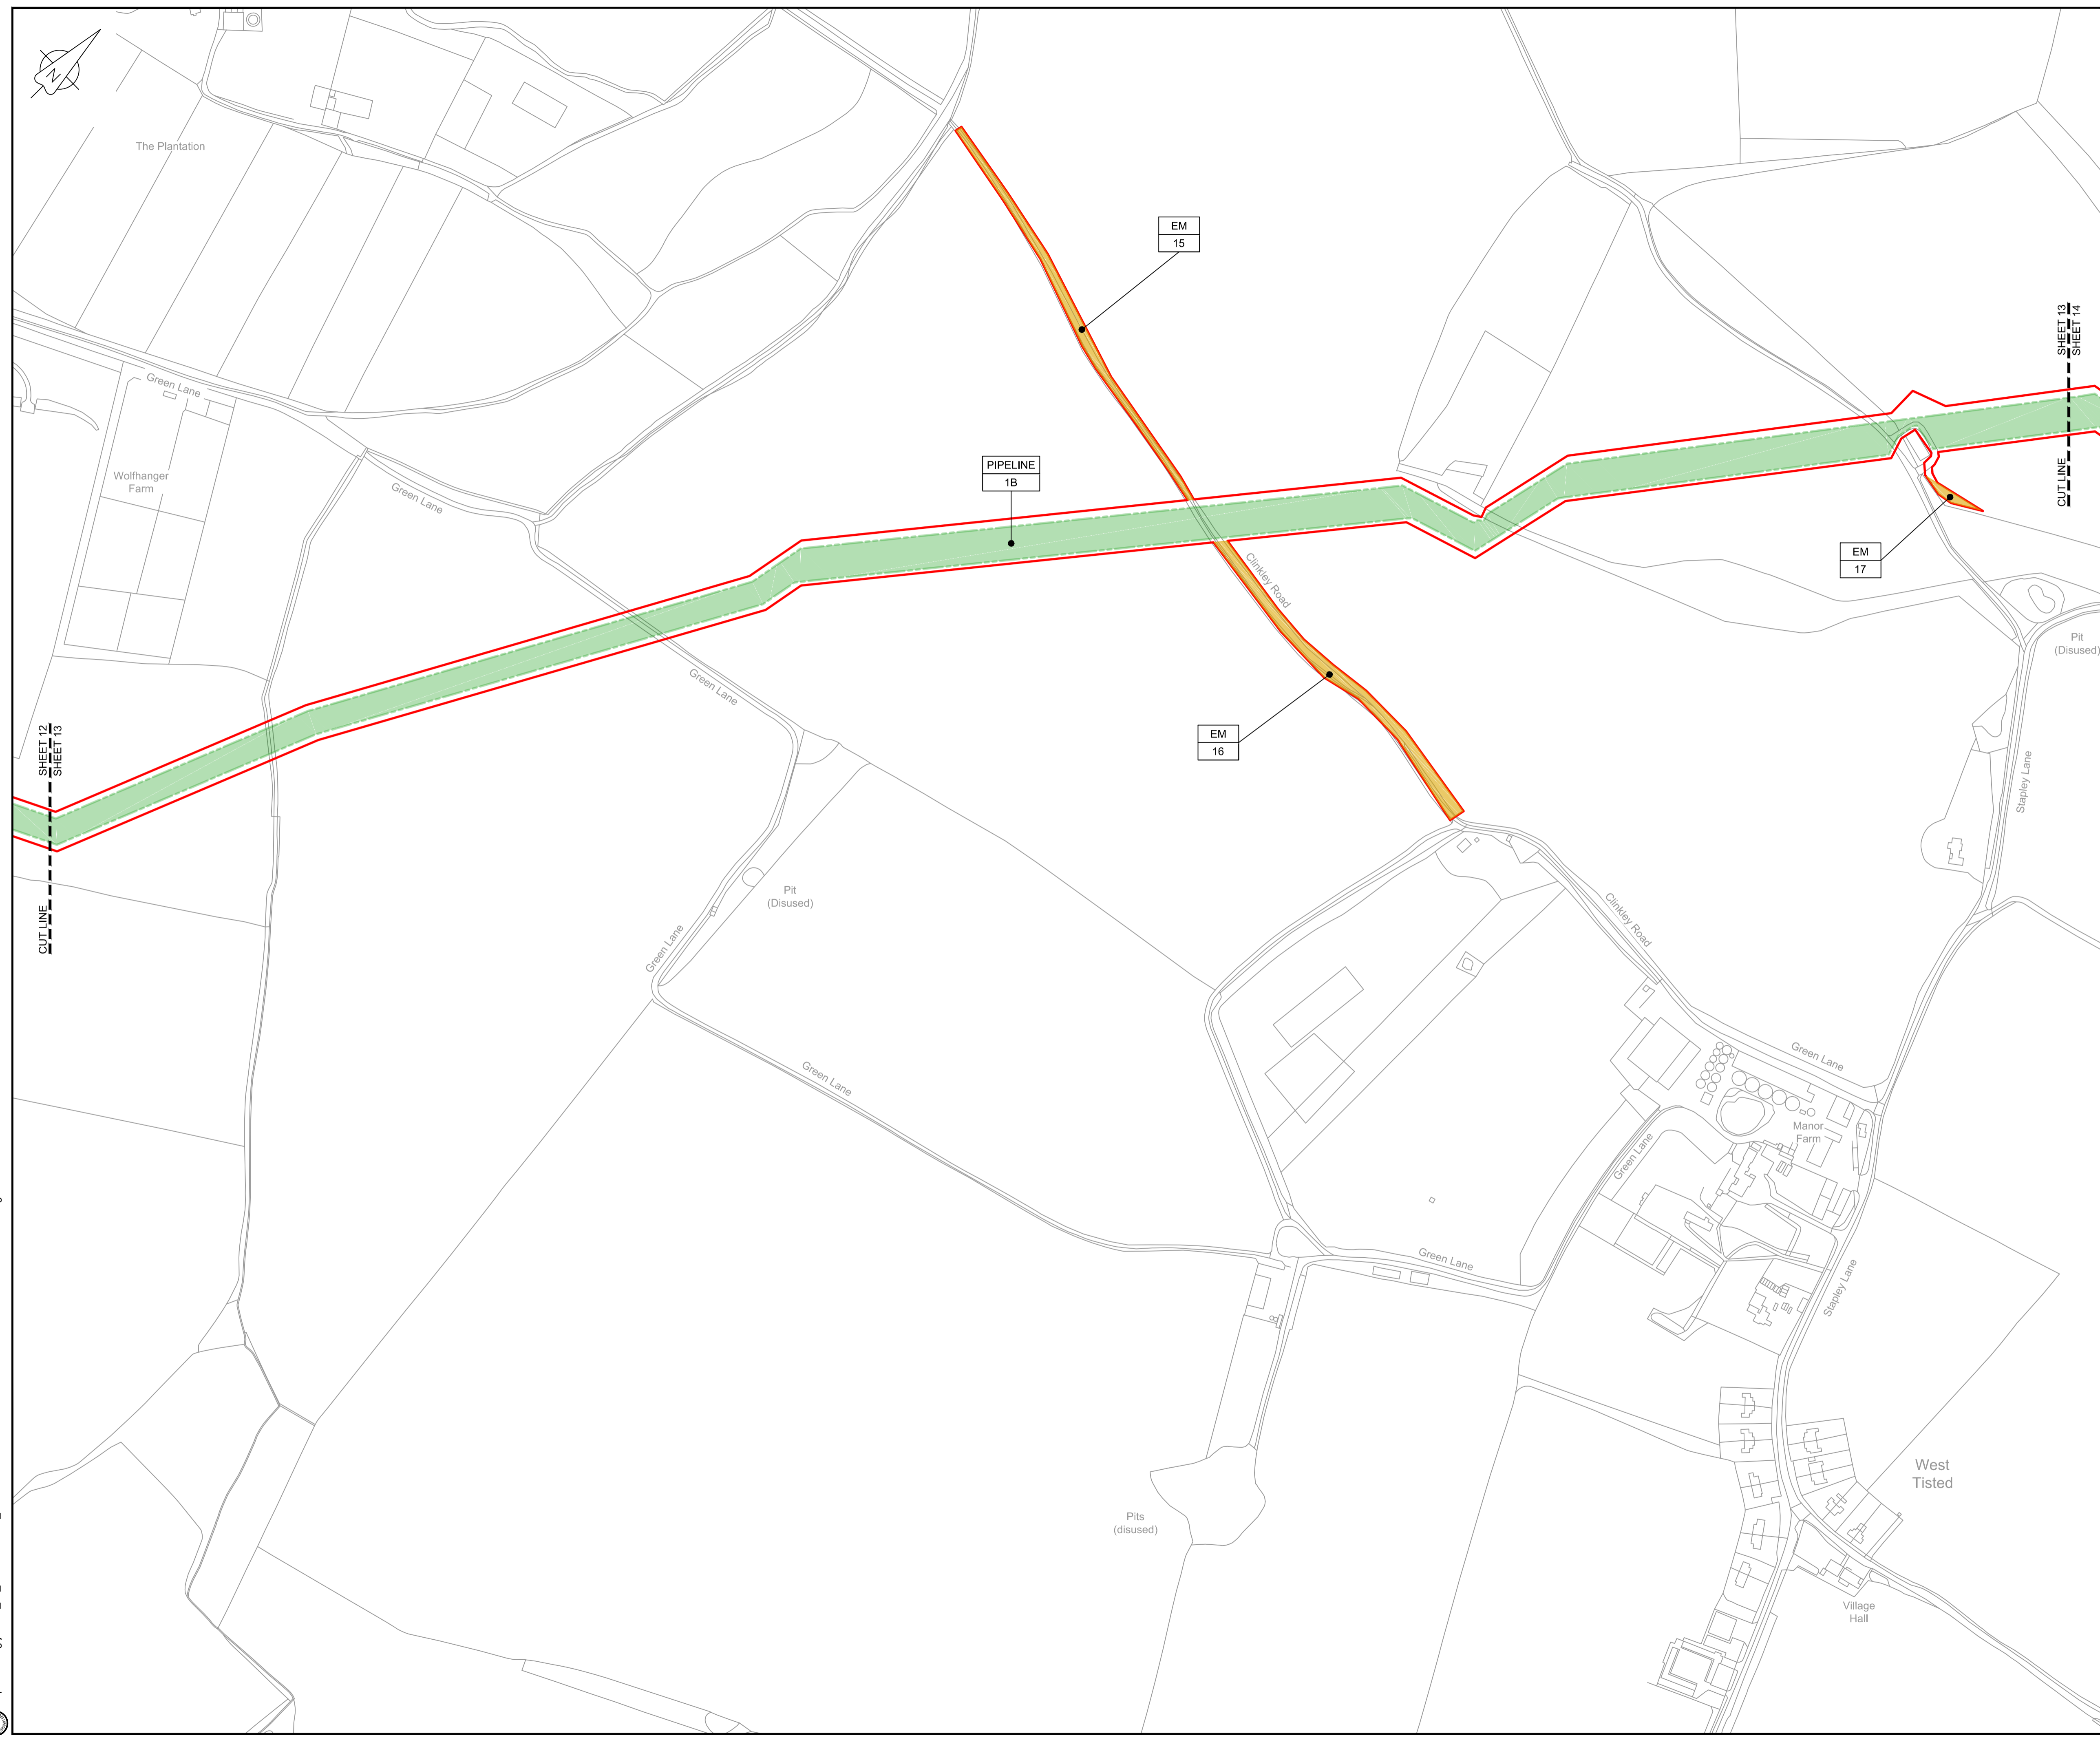 N
The Plantation
EM
15
SHEET 13
SHEET 14
CUT LINE
Green Lane
Wolfhanger
Farm
Green Lane
PIPELINE
1B
Clinkley Road
EM
17
Pit
(Disused)
Green Lane
SHEET 12
SHEET 13
CUT LINE
EM
16
Stapley Lane
Pit
(Disused)
Green Lane
Clinkley Road
Green Lane
Green Lane
Manor
Farm
Green Lane
Green Lane
Stapley Lane
West
Tisted
Pits
(disused)
Village
Hall